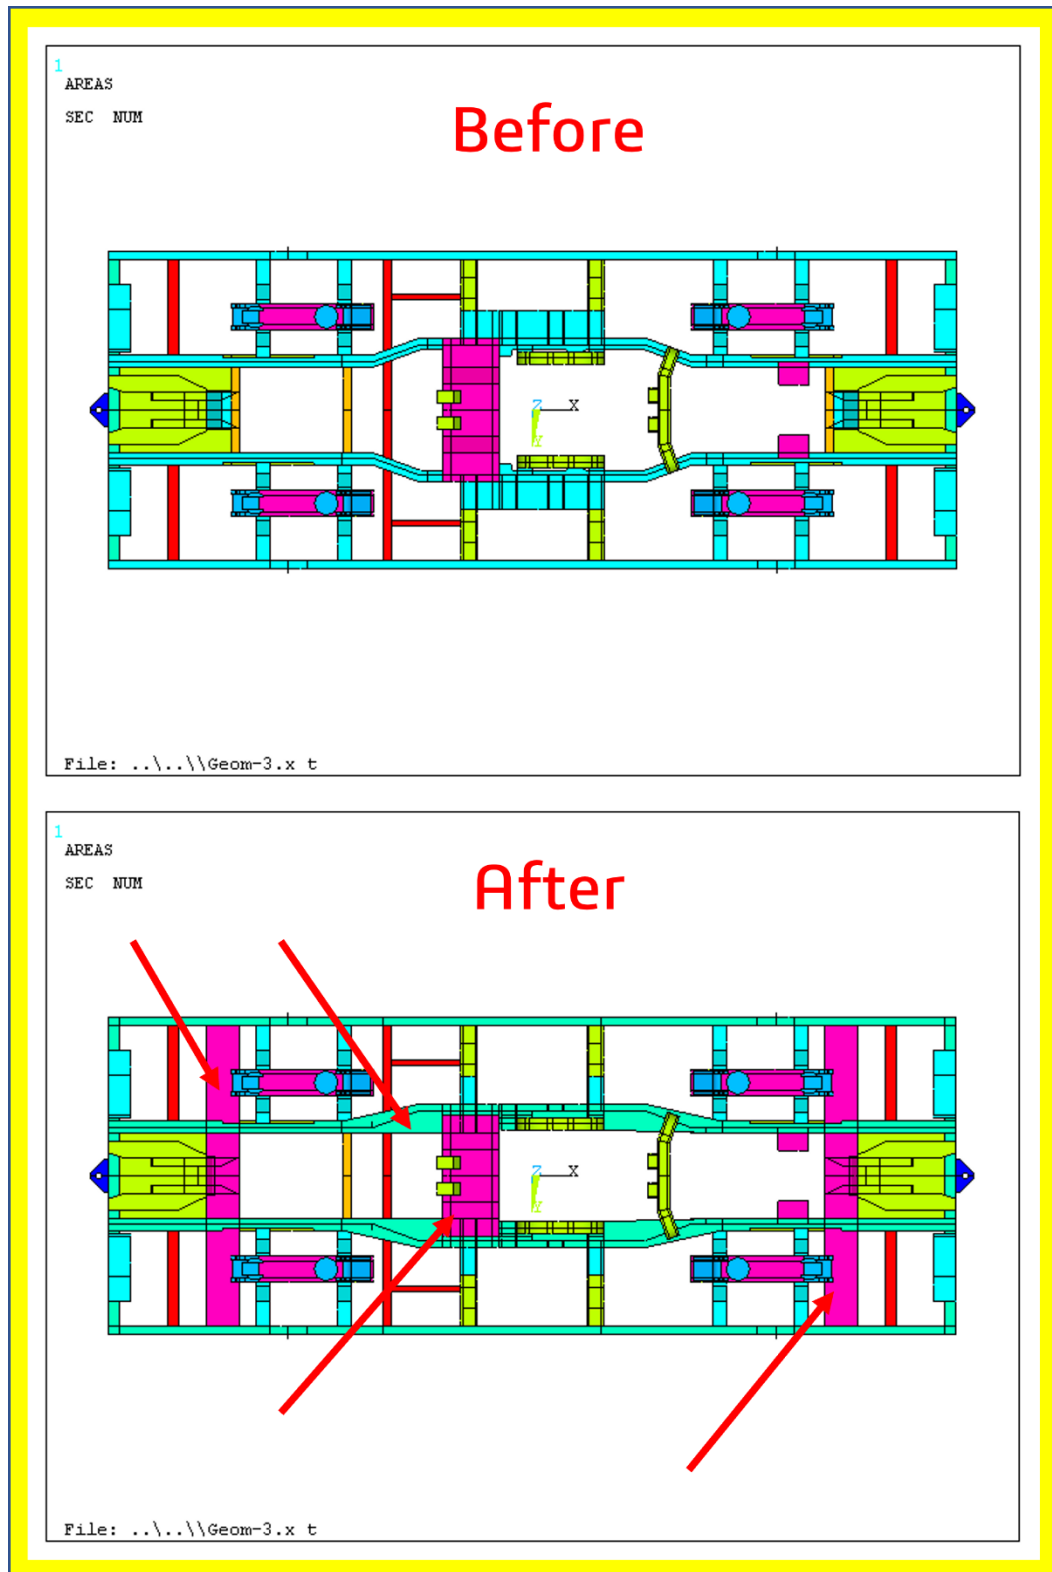 1
AREAS
SEC NUM
Before
Z X
Y
File: ..\..\\Geom-3.x t
1
AREAS
SEC NUM
After
Z X
Y
File: ..\..\\Geom-3.x t